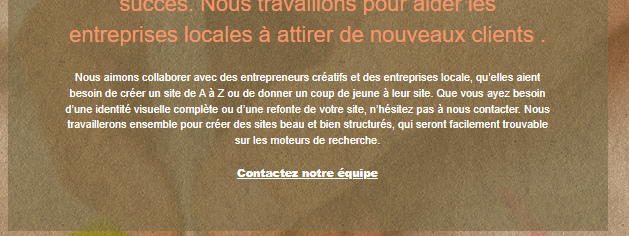 succès. Nous travaillons pour aider les
entreprises locales à attirer de nouveaux clients .
Nous aimons collaborer avec des entrepreneurs créatifs et des entreprises locale, qu'elles aient
besoin de créer un site de A à Z ou de donner un coup de jeune à leur site. Que vous ayez besoin
d'une identité visuelle complète ou d'une refonte de votre site, n'hésitez pas à nous contacter. Nous
travaillerons ensemble pour créer des sites beau et bien structurés, qui seront facilement trouvable
sur les moteurs de recherche.
Contactez notre équipe